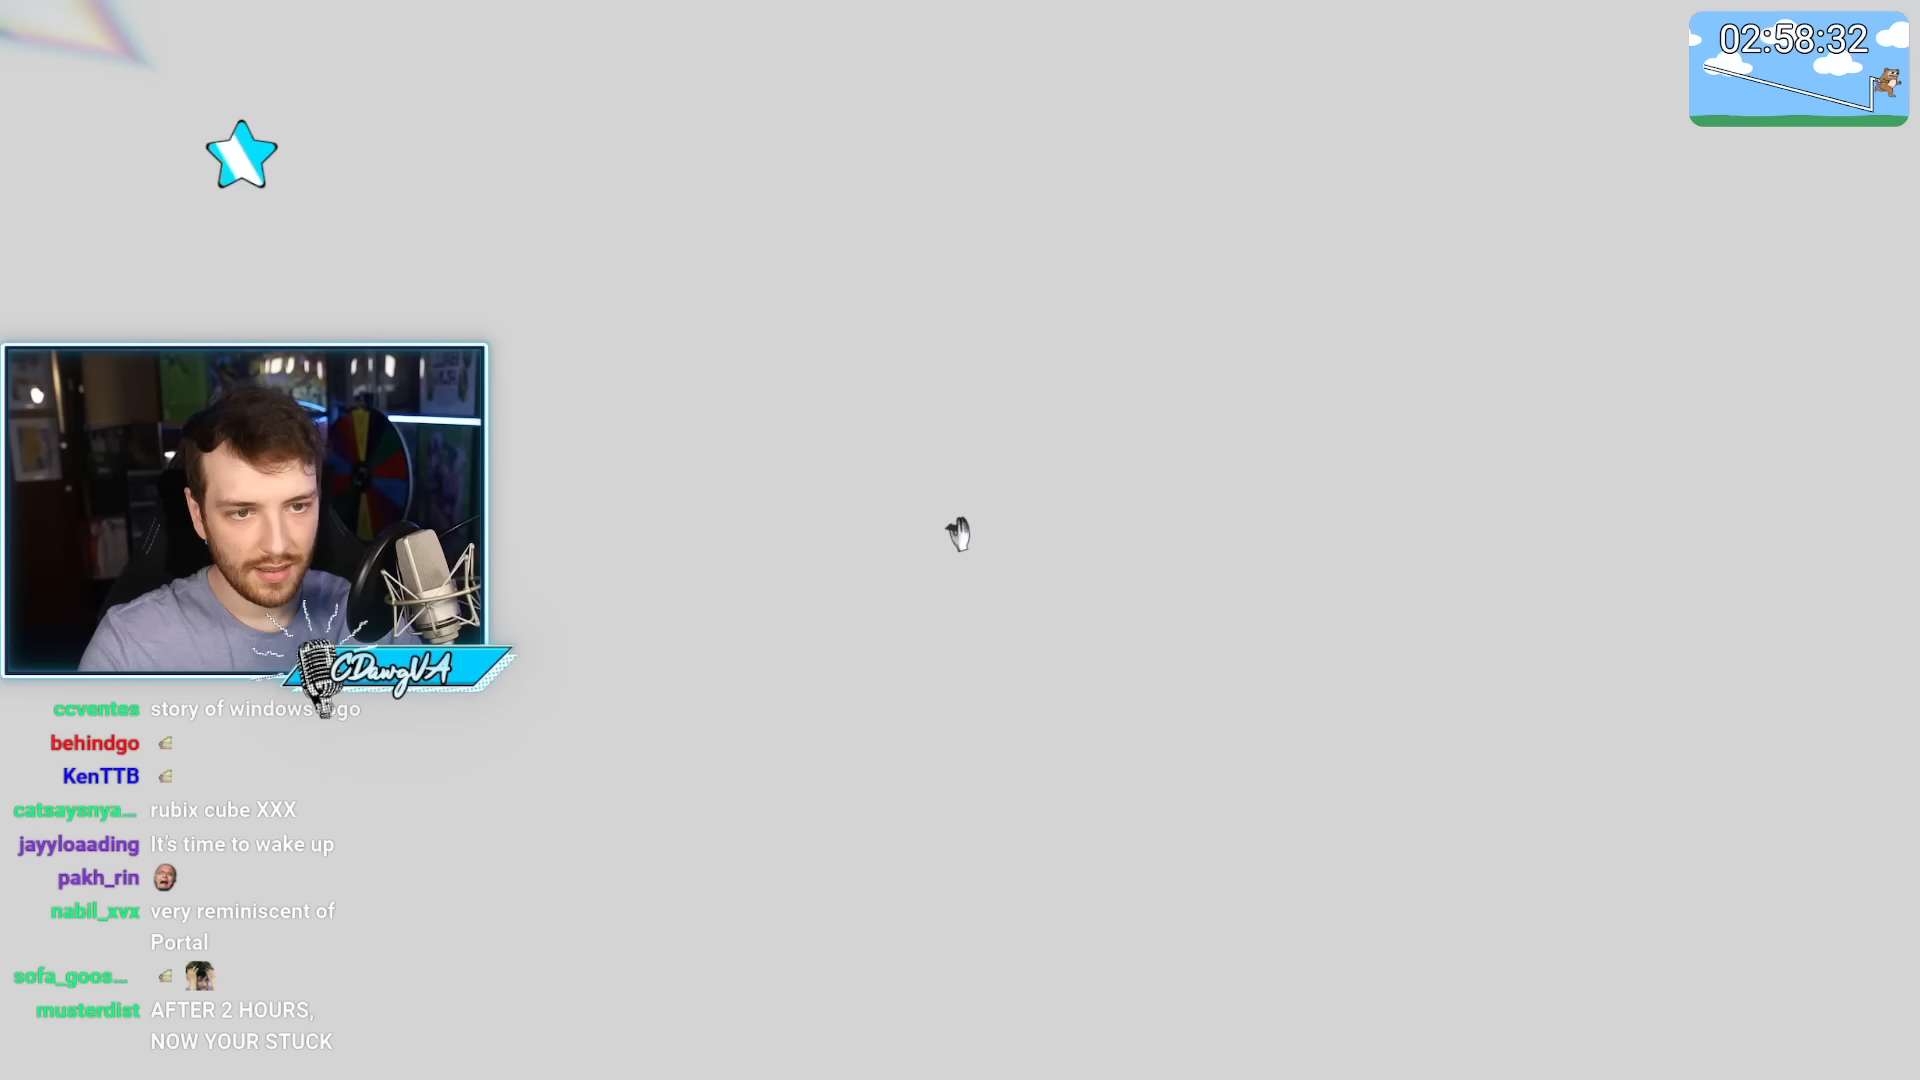 02:58:32
CDawgVA
ccventes story of windows go
behindgo
KenTTB
catsaysnya... rubix cube XXX
jayyloaading It's time to wake up
pakh_rin
nabil_xvx very reminiscent of
Portal
sofa_goos...
musterdist AFTER 2 HOURS,
NOW YOUR STUCK